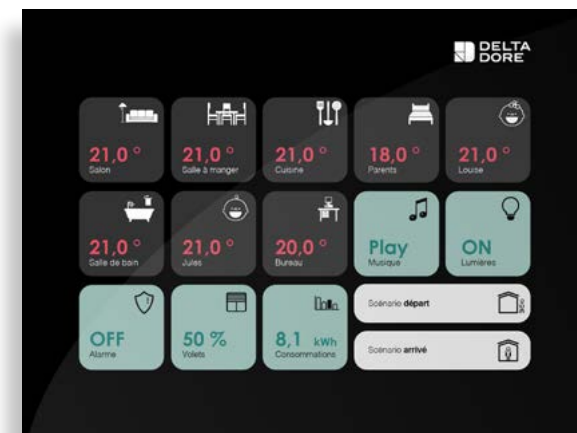 DELTA
DORE
21,0 °
Salon
21,0 °
Salle à manger
21,0 °
Cuisine
18,0 °
Parents
21,0 °
Louise
21,0 °
Salle de bain
21,0 °
Jules
20,0 °
Bureau
Play
Musique
ON
Lumières
OFF
Alarme
50 %
Volets
8,1 kWh
Consommations
Scénario départ
Scénario arrivé